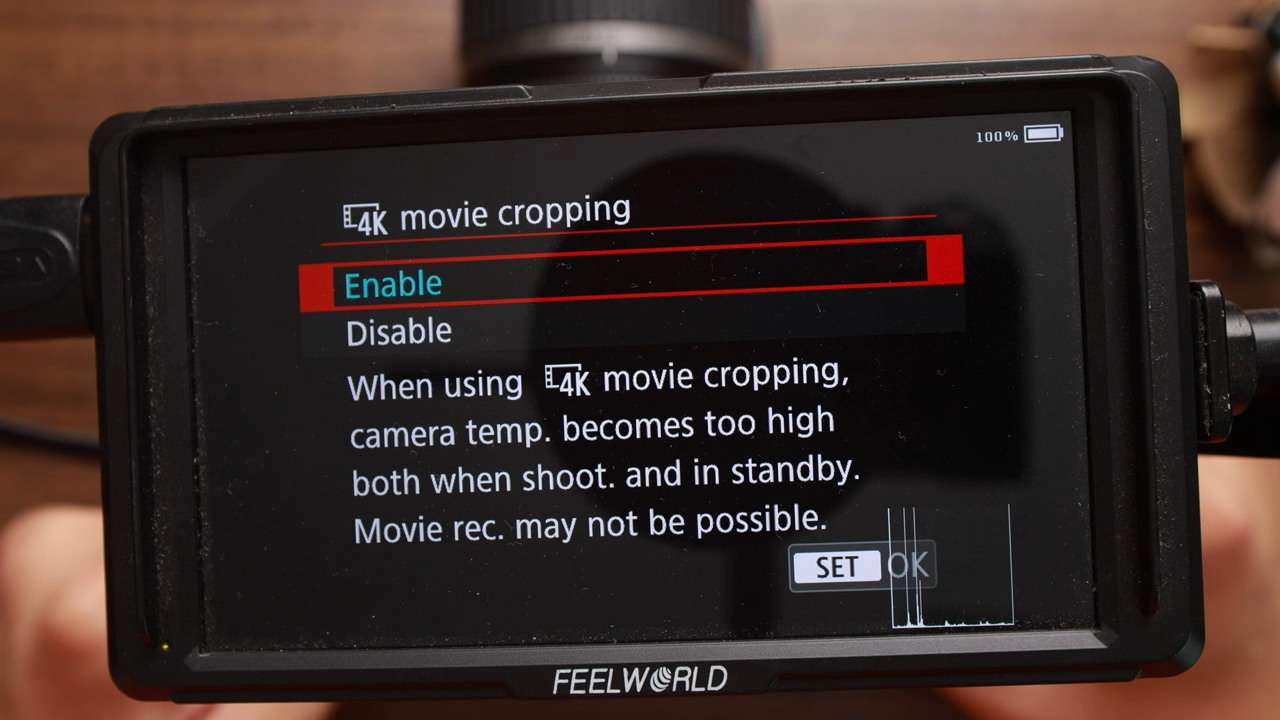 100%
4K movie cropping
Enable
Disable
When using 4K movie cropping,
camera temp. becomes too high
both when shoot. and in standby.
Movie rec. may not be possible.
SET OK
FEELWORLD